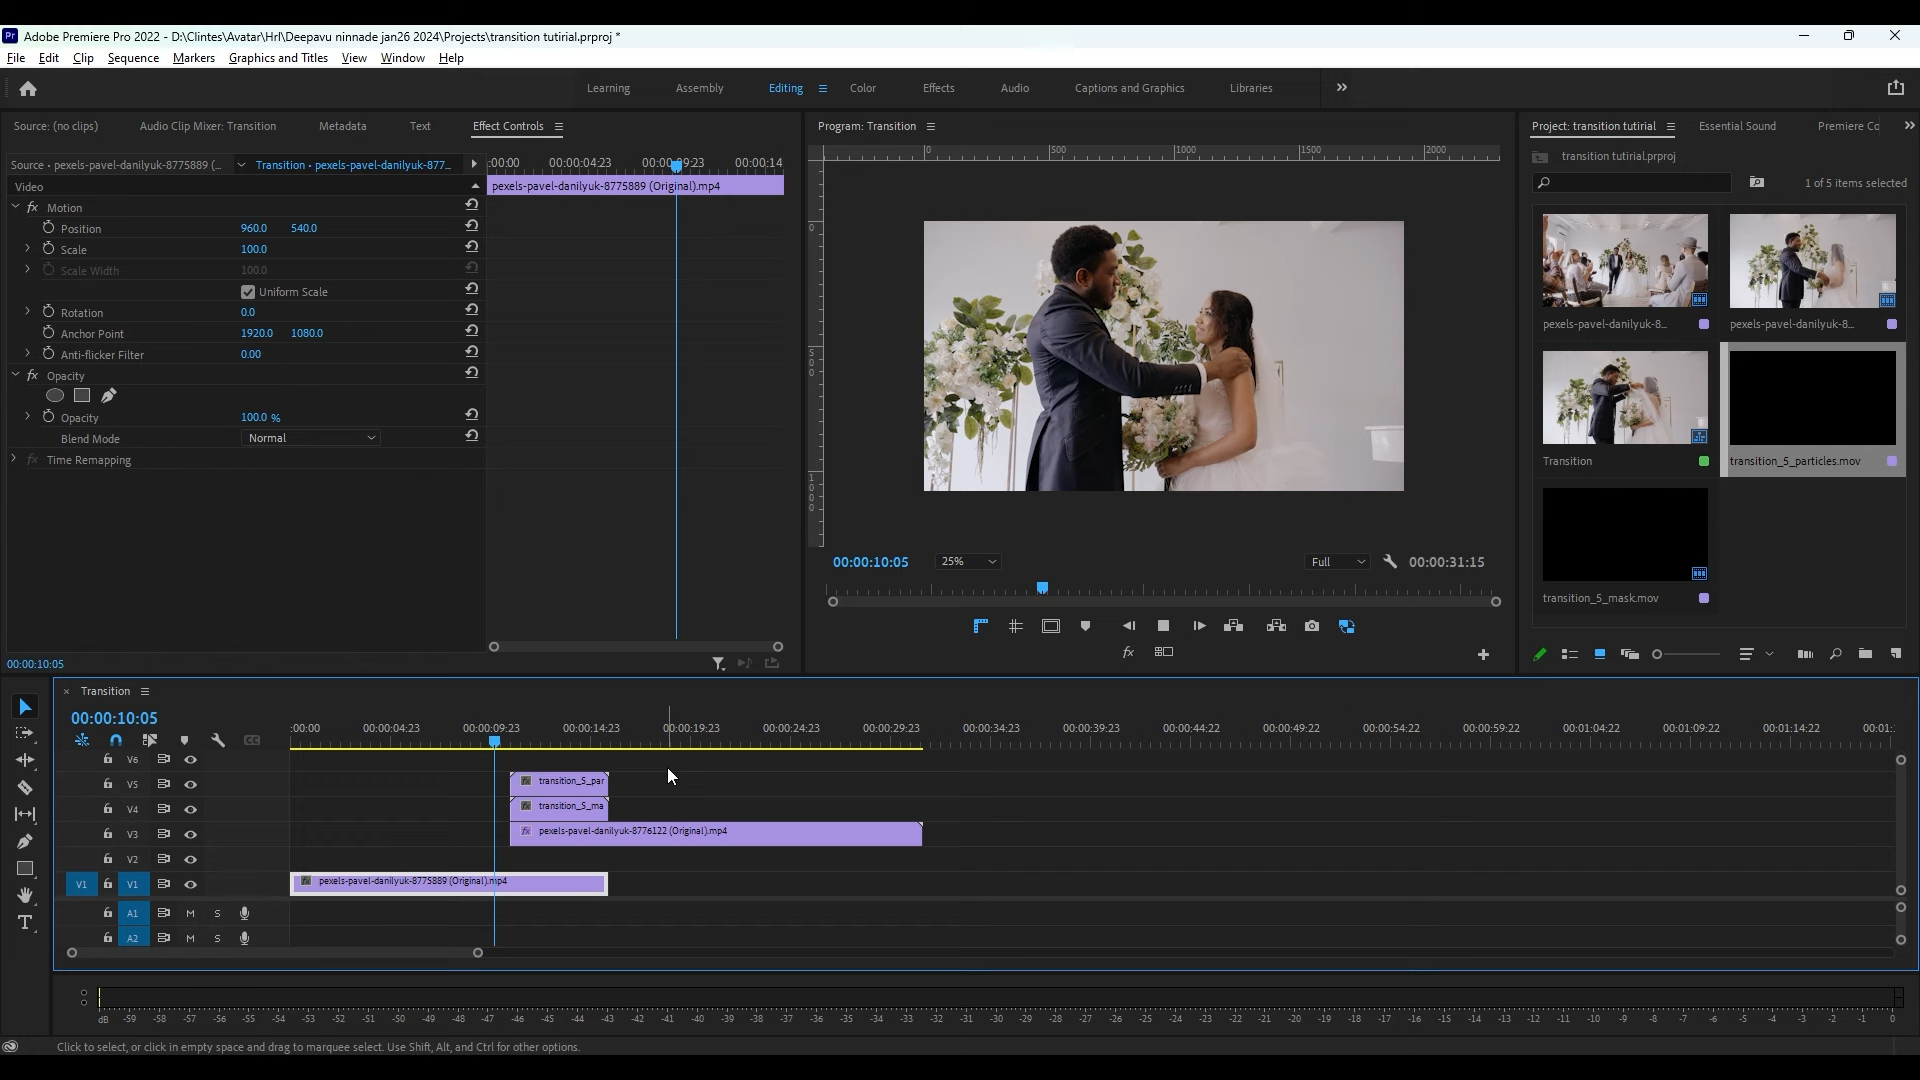 Pr Adobe Premiere Pro 2022 - D:\Clintes\Avatar\Hrl\Deepavu ninnade jan26 2024\Projects\transition tutirial.prproj *
File Edit Clip Sequence Markers Graphics and Titles View Window Help
Learning Assembly Editing Color Effects Audio Captions and Graphics Libraries
Source: (no clips) Audio Clip Mixer: Transition Metadata Text Effect Controls
Source • pexels-pavel-danilyuk-8775889 (... Transition • pexels-pavel-danilyuk-877...
:00:00 00:00:04:23 00:00:09:23 00:00:14
Video
pexels-pavel-danilyuk-8775889 (Original).mp4
fx Motion
Position 960.0 540.0
Scale 100.0
Scale Width 100.0
Uniform Scale
Rotation 0.0
Anchor Point 1920.0 1080.0
Anti-flicker Filter 0.00
fx Opacity
Opacity 100.0 %
Blend Mode Normal
fx Time Remapping
00:00:10:05
Program: Transition
0 500 1000 1500 2000
0
500
1000
00:00:10:05 25% Full 00:00:31:15
fx
Project: transition tutirial Essential Sound Premiere Co
transition tutirial.prproj
1 of 5 items selected
pexels-pavel-danilyuk-8... pexels-pavel-danilyuk-8...
Transition transition_5_particles.mov
transition_5_mask.mov
Transition
00:00:10:05
:00:00 00:00:04:23 00:00:09:23 00:00:14:23 00:00:19:23 00:00:24:23 00:00:29:23 00:00:34:23 00:00:39:23 00:00:44:22 00:00:49:22 00:00:54:22 00:00:59:22 00:01:04:22 00:01:09:22 00:01:14:22 00:01:
V6
V5 fx transition_5_par
V4 fx transition_5_ma
V3 fx pexels-pavel-danilyuk-8776122 (Original).mp4
V2
V1 V1 fx pexels-pavel-danilyuk-8775889 (Original).mp4
A1 M S
A2 M S
dB -59 -57 -56 -55 -54 -53 -52 -51 -50 -49 -48 -47 -46 -45 -44 -43 -42 -41 -40 -39 -38 -37 -36 -35 -34 -33 -32 -31 -30 -29 -28 -27 -26 -25 -24 -23 -22 -21 -20 -19 -18 -17 -16 -15 -14 -13 -12 -11 -10 -9 -8 -7 -6 -5 -4 -3 -2 -1 0
Click to select, or click in empty space and drag to marquee select. Use Shift, Alt, and Ctrl for other options.